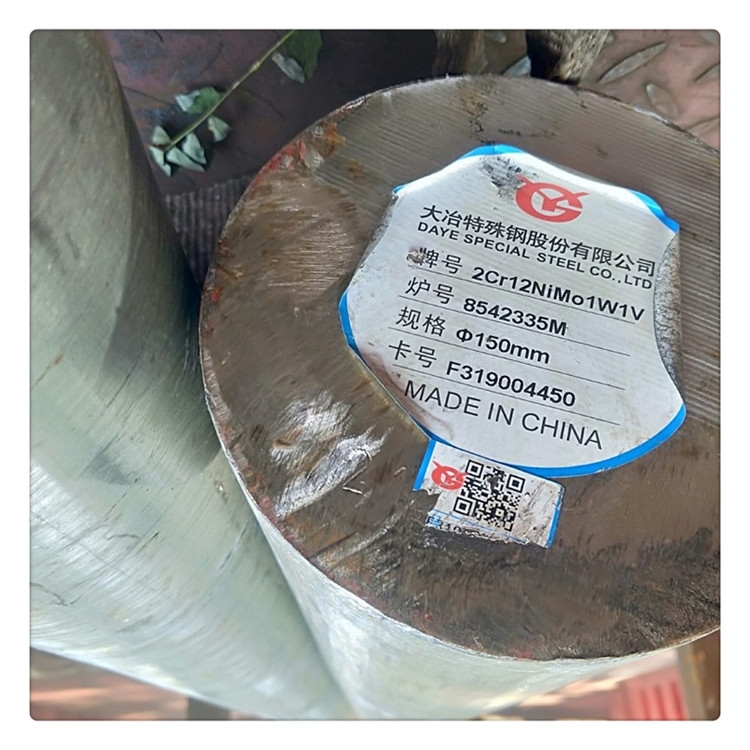 大冶特殊钢股份有限公司
DAYE SPECIAL STEEL CO.,LTD
牌号 2Cr12NiMo1W1V
炉号 8542335M
规格 Φ150mm
卡号 F319004450
MADE IN CHINA